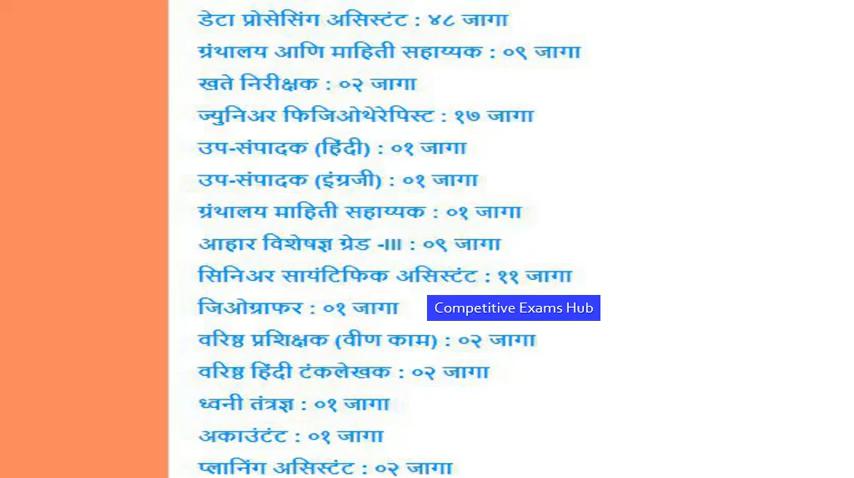 डेटा प्रोसेसिंग असिस्टंट : ४८ जागा
ग्रंथालय आणि माहिती सहाय्यक : ०९ जागा
खते निरीक्षक : ०२ जागा
ज्युनिअर फिजिओथेरेपिस्ट : १७ जागा
उप-संपादक (हिंदी) : ०१ जागा
उप-संपादक (इंग्रजी) : ०१ जागा
ग्रंथालय माहिती सहाय्यक : ०१ जागा
आहार विशेषज्ञ ग्रेड -III : ०९ जागा
सिनिअर सायंटिफिक असिस्टंट : ११ जागा
जिओग्राफर : ०१ जागा Competitive Exams Hub
वरिष्ठ प्रशिक्षक (वीण काम) : ०२ जागा
वरिष्ठ हिंदी टंकलेखक : ०२ जागा
ध्वनी तंत्रज्ञ : ०१ जागा
अकाउंटंट : ०१ जागा
प्लानिंग असिस्टंट : ०२ जागा